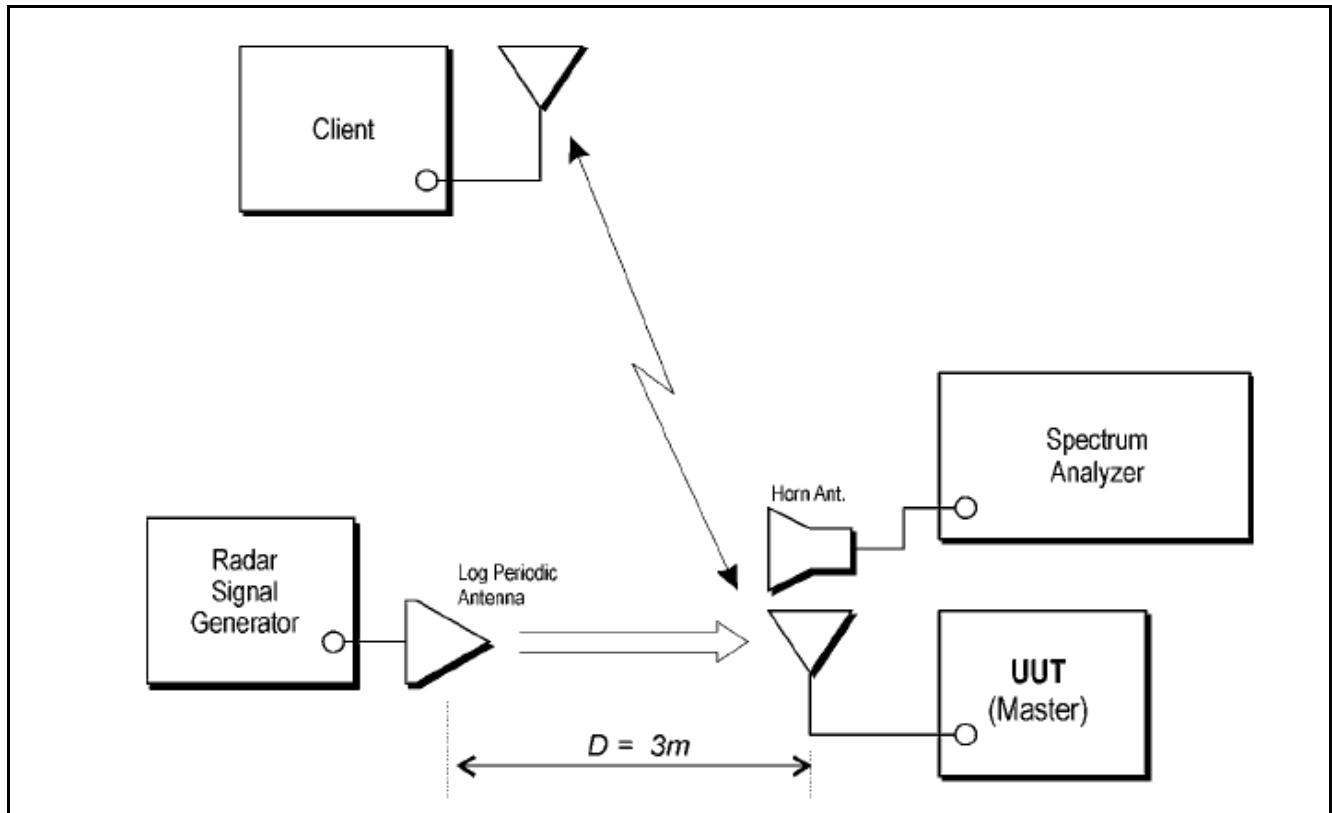 Client
Spectrum
Analyzer
Horn Ant.
Radar
Signal
Generator
Log Periodic
Antenna
UUT
(Master)
D = 3m